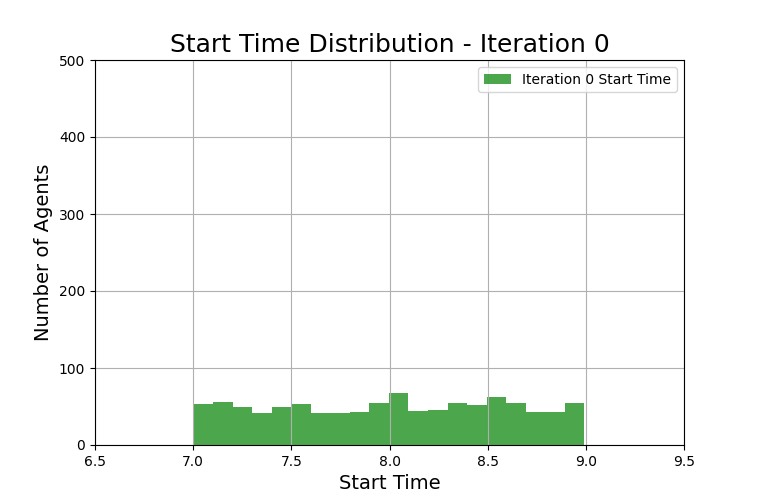 Start Time Distribution - Iteration 0
500
400
300
200
100
0
Number of Agents
Iteration 0 Start Time
6.5 7.0 7.5 8.0 8.5 9.0 9.5
Start Time